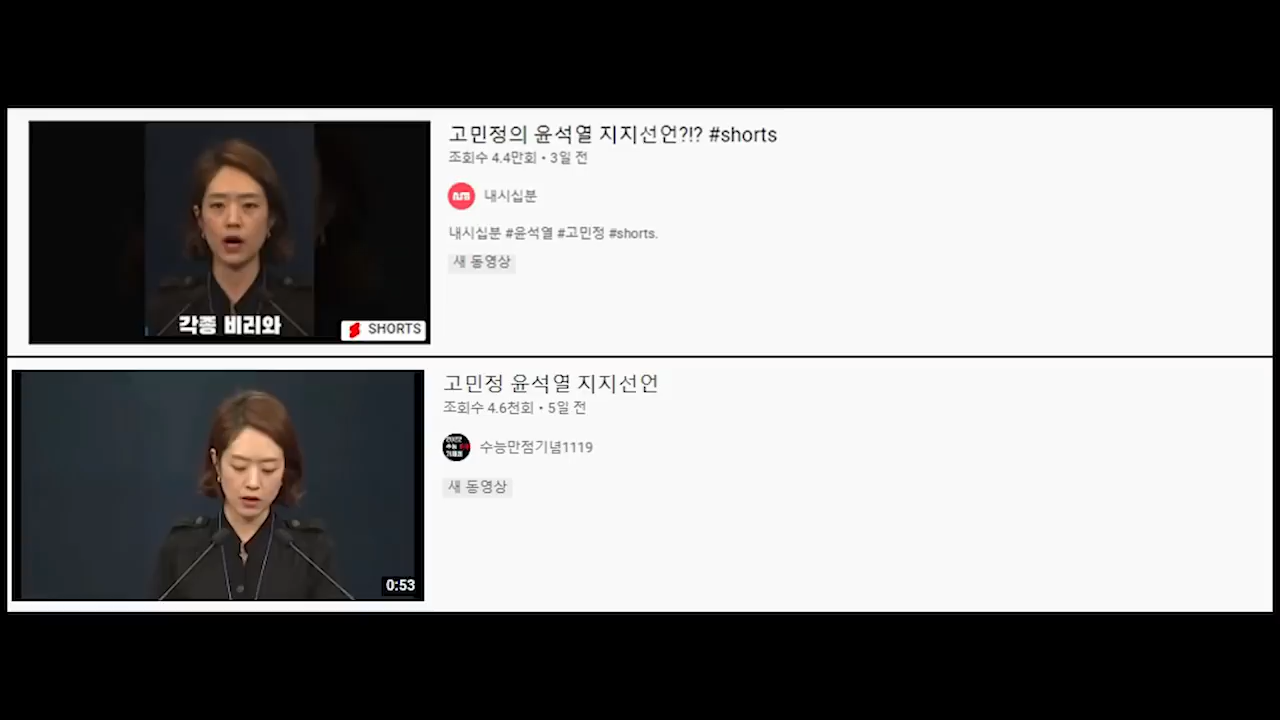 고민정의 윤석열 지지선언?!? #shorts
조회수 4.4만회 • 3일 전
내시십분
내시십분 #윤석열 #고민정 #shorts.
새 동영상
각종 비리와
SHORTS
고민정 윤석열 지지선언
조회수 4.6천회 • 5일 전
수능만점기념1119
새 동영상
0:53